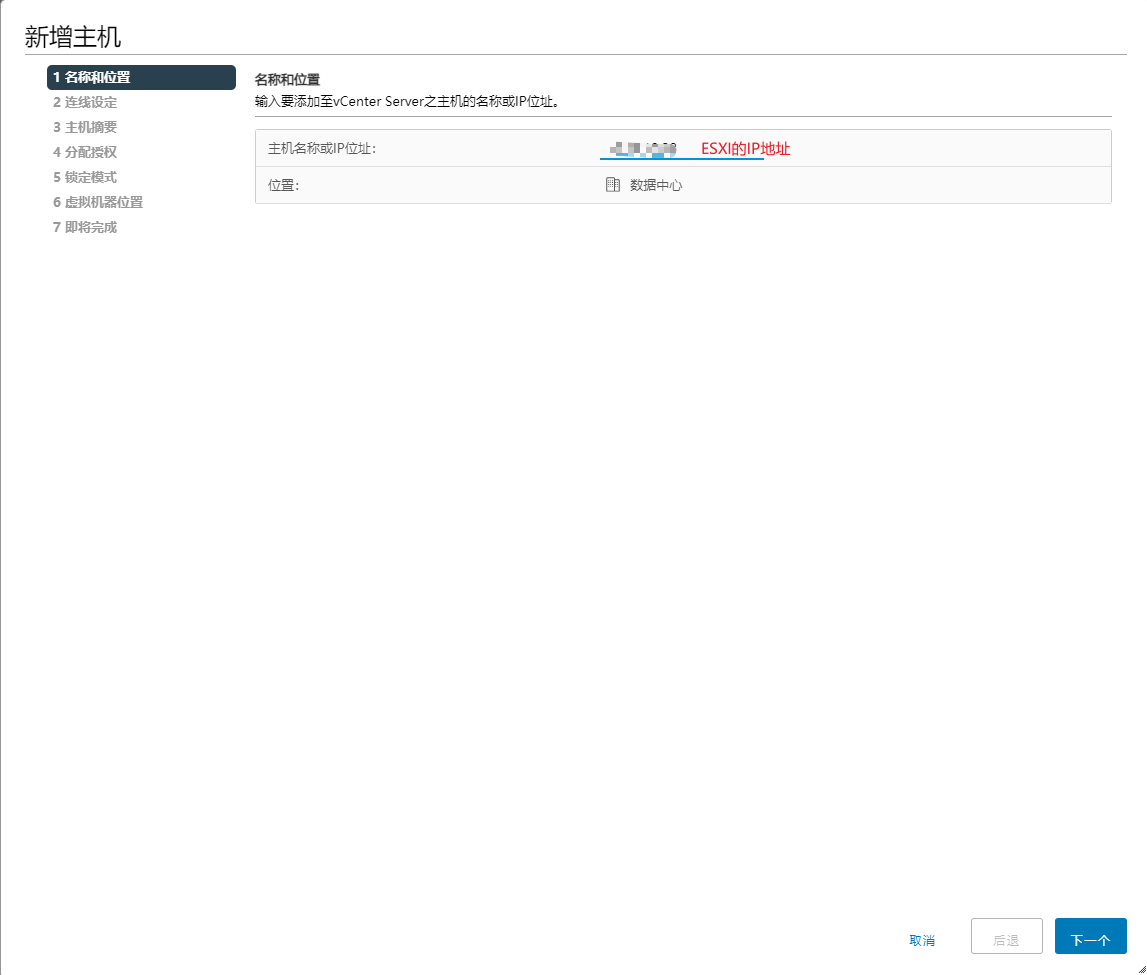 新增主机
1 名称和位置
2 连线设定
3 主机摘要
4 分配授权
5 锁定模式
6 虚拟机器位置
7 即将完成
名称和位置
输入要添加至vCenter Server之主机的名称或IP位址。
主机名称或IP位址: ESXI的IP地址
位置: 数据中心
取消 后退 下一个